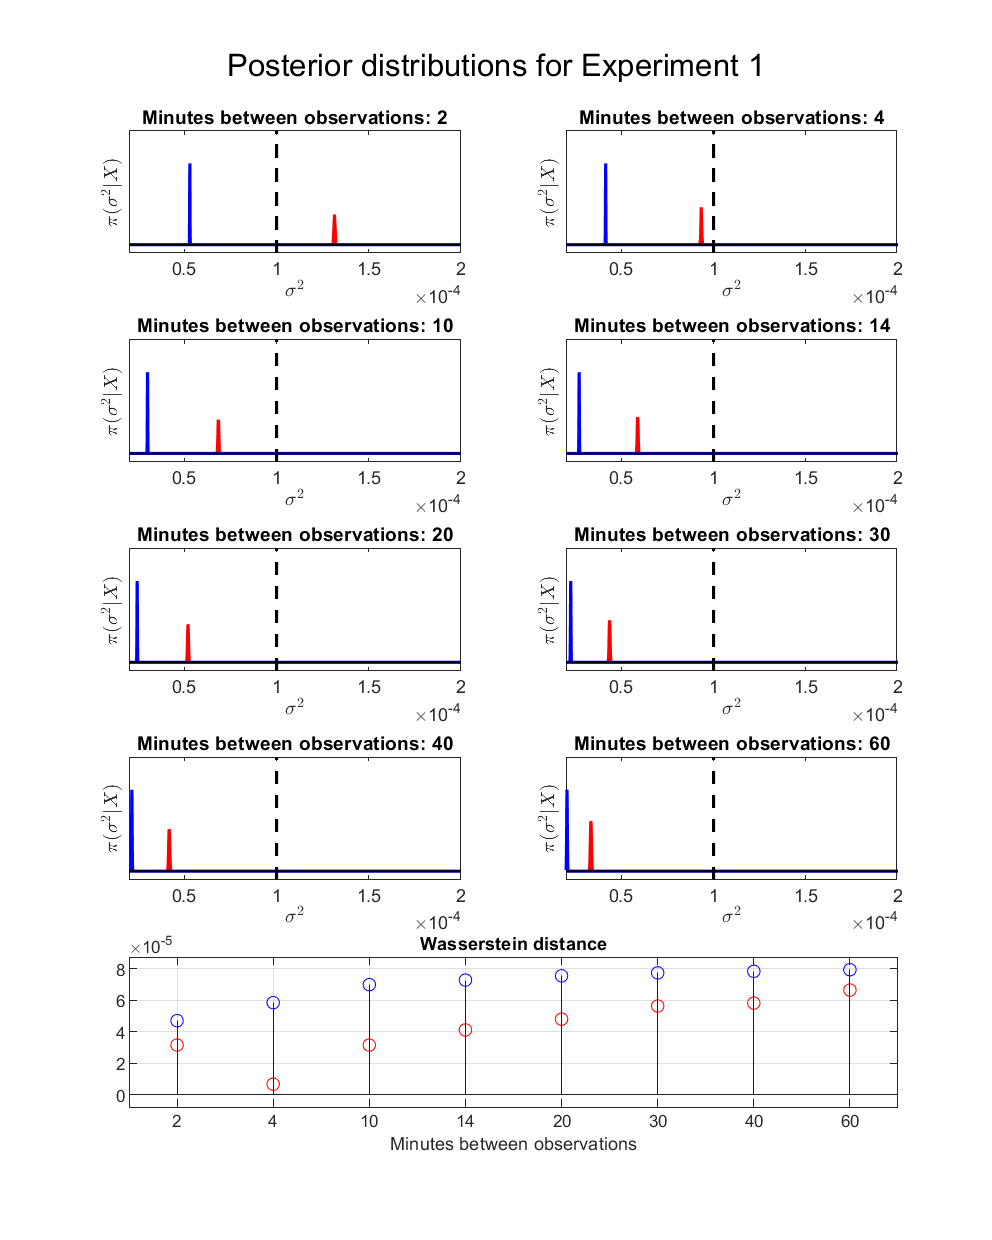 Posterior distributions for Experiment 1
Minutes between observations: 2
π(σ²|X)
0.5 1 1.5 2
σ²
×10⁻⁴
Minutes between observations: 4
π(σ²|X)
0.5 1 1.5 2
σ²
×10⁻⁴
Minutes between observations: 10
π(σ²|X)
0.5 1 1.5 2
σ²
×10⁻⁴
Minutes between observations: 14
π(σ²|X)
0.5 1 1.5 2
σ²
×10⁻⁴
Minutes between observations: 20
π(σ²|X)
0.5 1 1.5 2
σ²
×10⁻⁴
Minutes between observations: 30
π(σ²|X)
0.5 1 1.5 2
σ²
×10⁻⁴
Minutes between observations: 40
π(σ²|X)
0.5 1 1.5 2
σ²
×10⁻⁴
Minutes between observations: 60
π(σ²|X)
0.5 1 1.5 2
σ²
×10⁻⁴
Wasserstein distance
×10⁻⁵
8
6
4
2
0
2 4 10 14 20 30 40 60
Minutes between observations